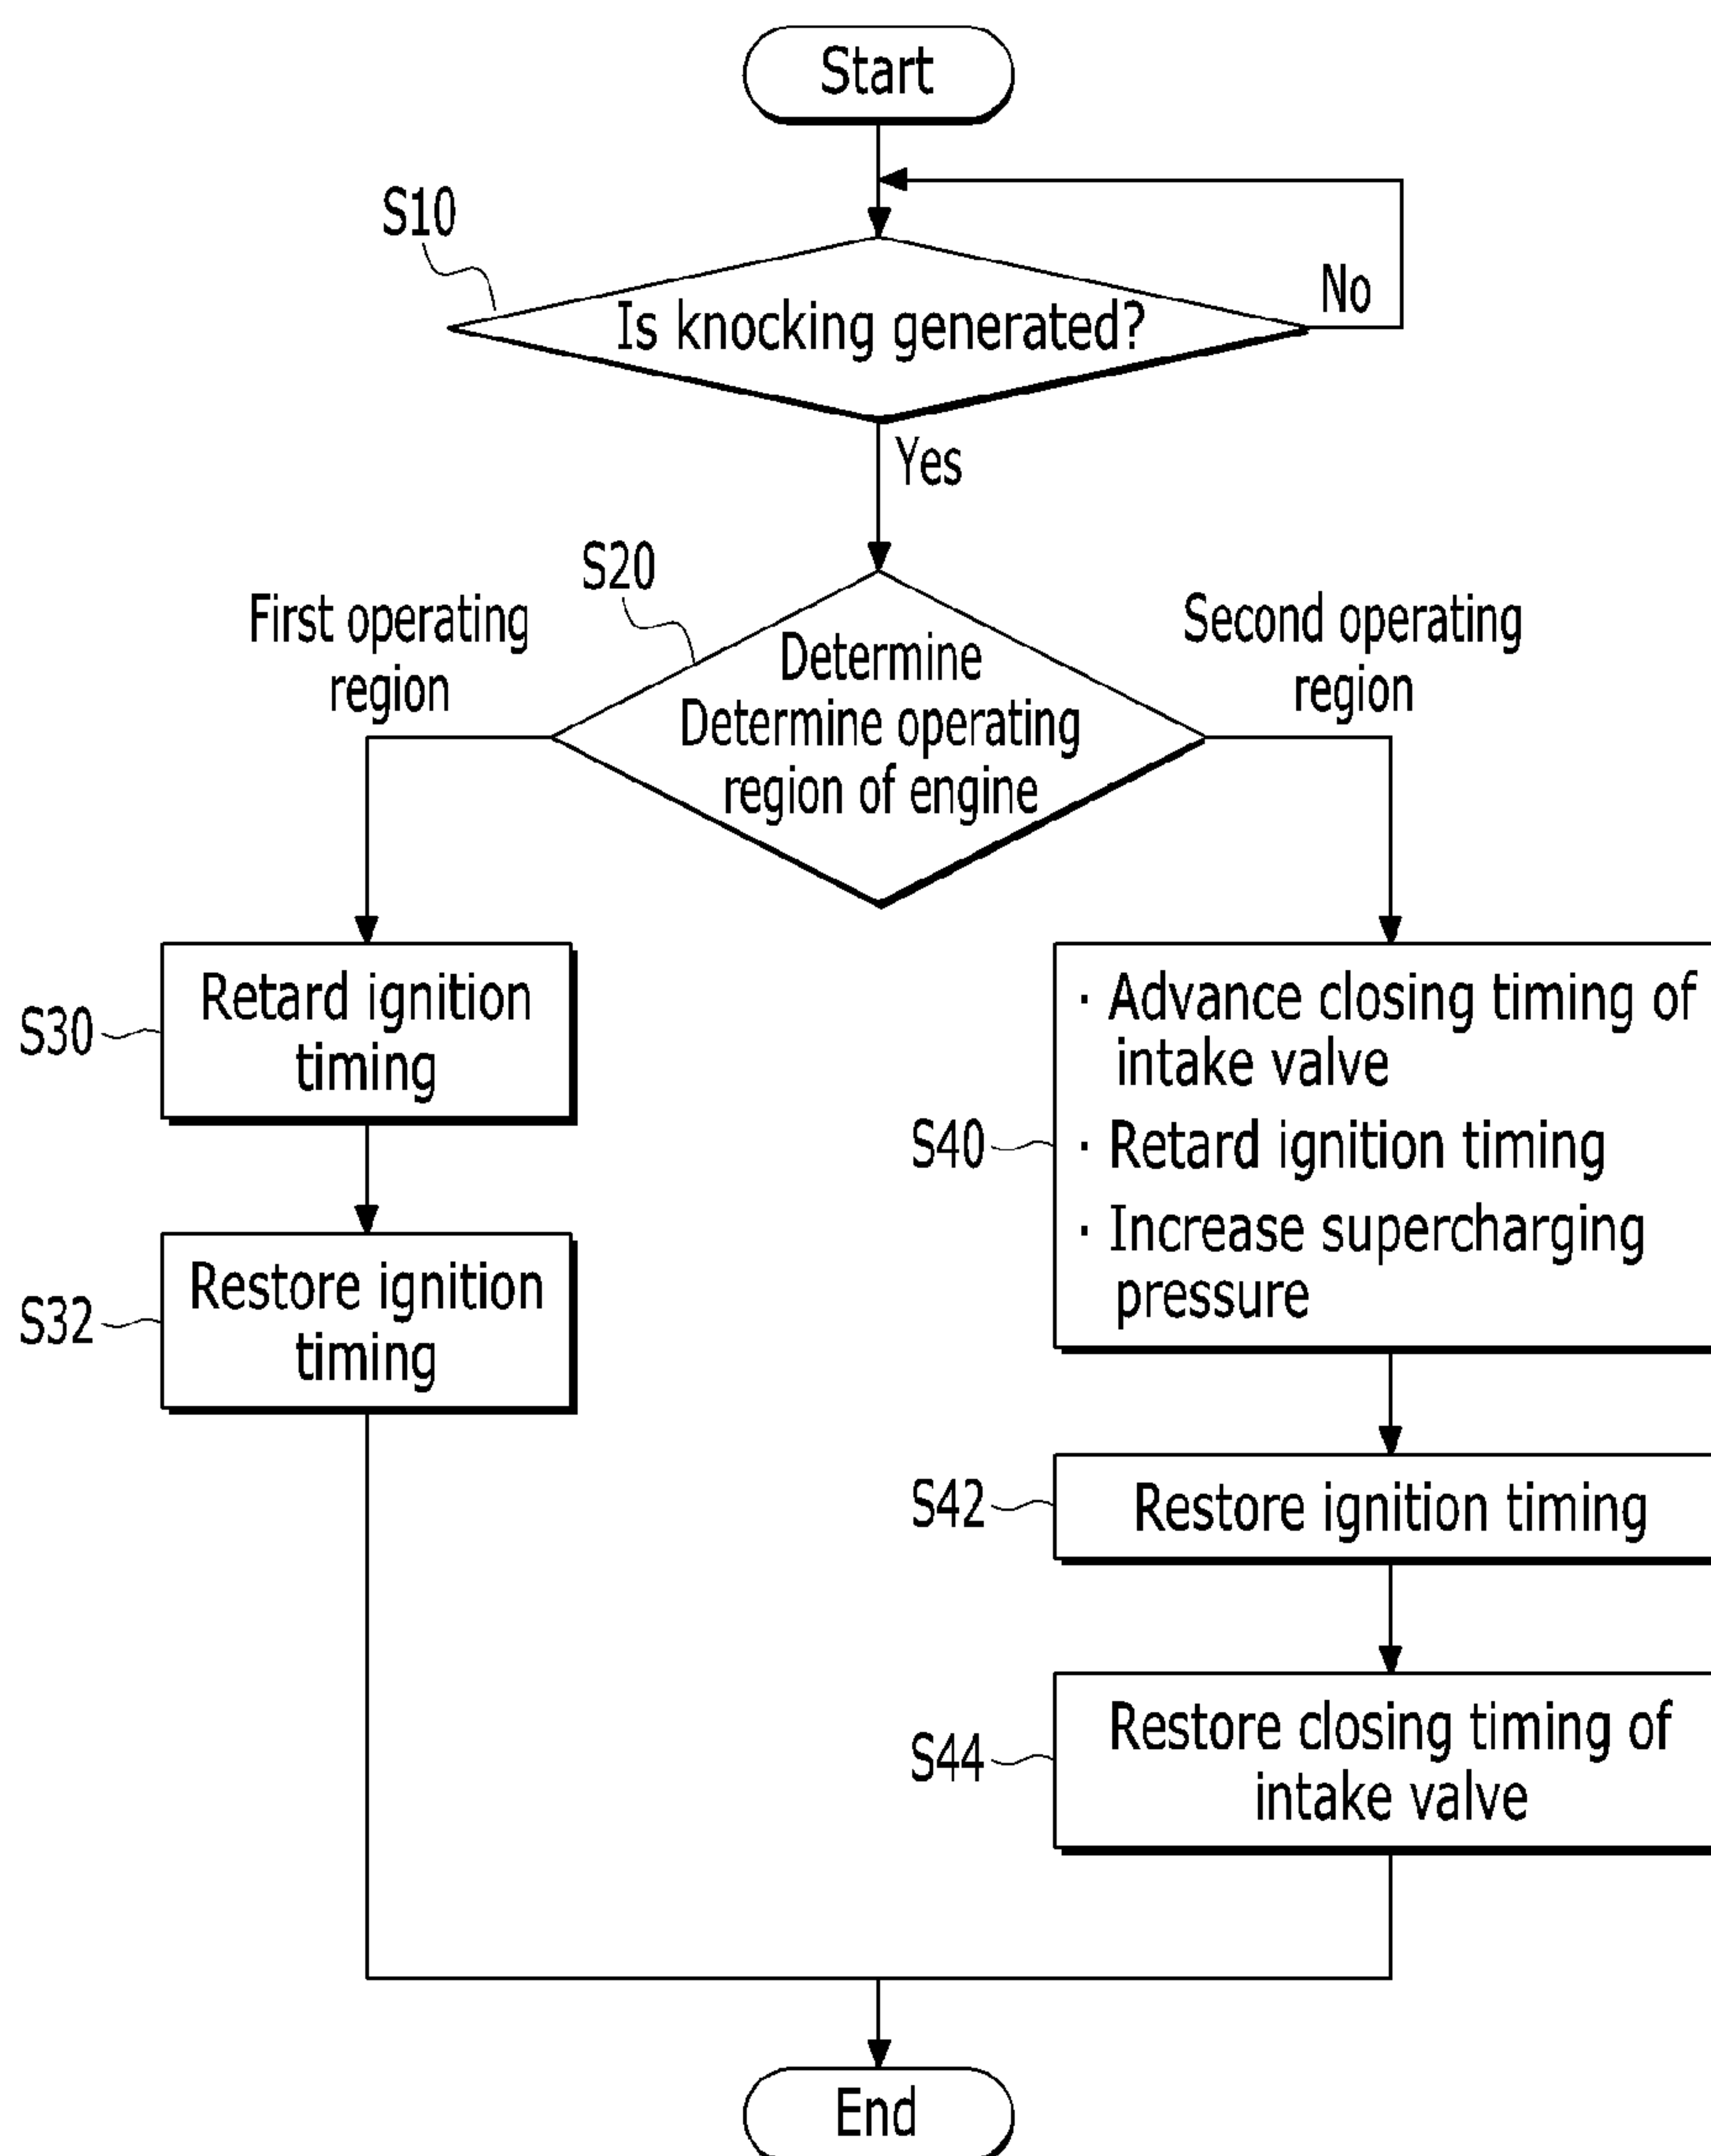 Start
S10
Is knocking generated?
No
Yes
S20
First operating
region
Determine
Determine operating
region of engine
Second operating
region
S30
Retard ignition
timing
S32
Restore ignition
timing
S40
· Advance closing timing of
intake valve
· Retard ignition timing
· Increase supercharging
pressure
S42
Restore ignition timing
S44
Restore closing timing of
intake valve
End